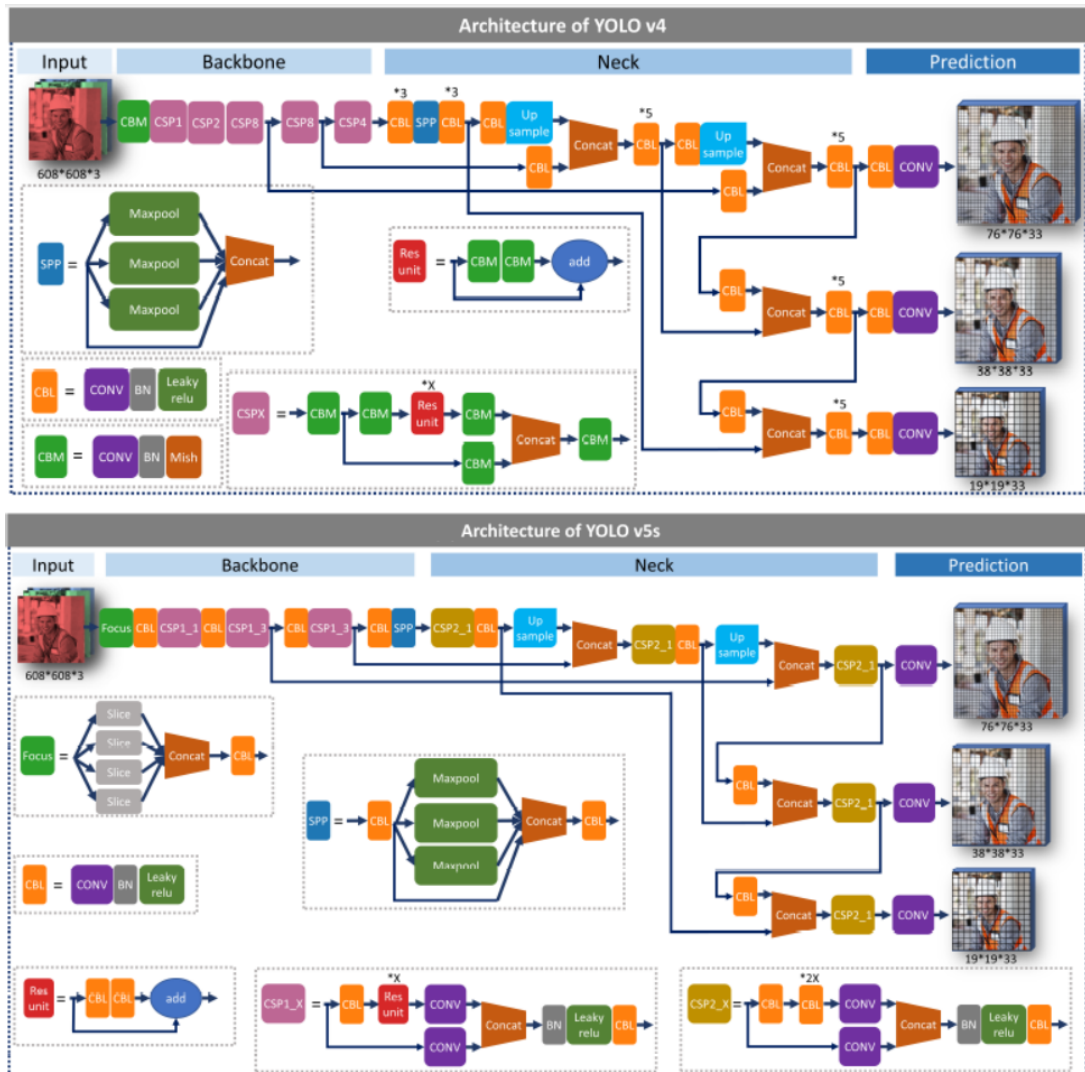 Architecture of YOLO v4
Input Backbone Neck Prediction
*3 *3
CBM CSP1 CSP2 CSP8 CSP8 CSP4 CBL SPP CBL CBL Up sample Concat *5 CBL CBL Up sample Concat *5 CBL CBL CONV
CBL
CBL
608*608*3
76*76*33
SPP = Maxpool Maxpool Maxpool Concat
Res unit = CBM CBM add
CBL Concat *5 CBL CBL CONV
38*38*33
CBL = CONV BN Leaky relu
CSPX = CBM CBM *X Res unit CBM Concat CBM
CBM
CBL Concat *5 CBL CBL CONV
19*19*33
CBM = CONV BN Mish
Architecture of YOLO v5s
Input Backbone Neck Prediction
Focus CBL CSP1_1 CBL CSP1_3 CBL CSP1_3 CBL SPP CSP2_1 CBL Up sample Concat CSP2_1 CBL Up sample Concat CSP2_1 CONV
608*608*3
76*76*33
Focus = Slice Slice Slice Slice Concat CBL
SPP = CBL Maxpool Maxpool Maxpool Concat CBL
CBL Concat CSP2_1 CONV
38*38*33
CBL = CONV BN Leaky relu
CBL Concat CSP2_1 CONV
19*19*33
Res unit = CBL CBL add
CSP1_X = CBL *X Res unit CONV Concat BN Leaky relu CBL
CONV
CSP2_X = CBL *2X CBL CONV Concat BN Leaky relu CBL
CONV